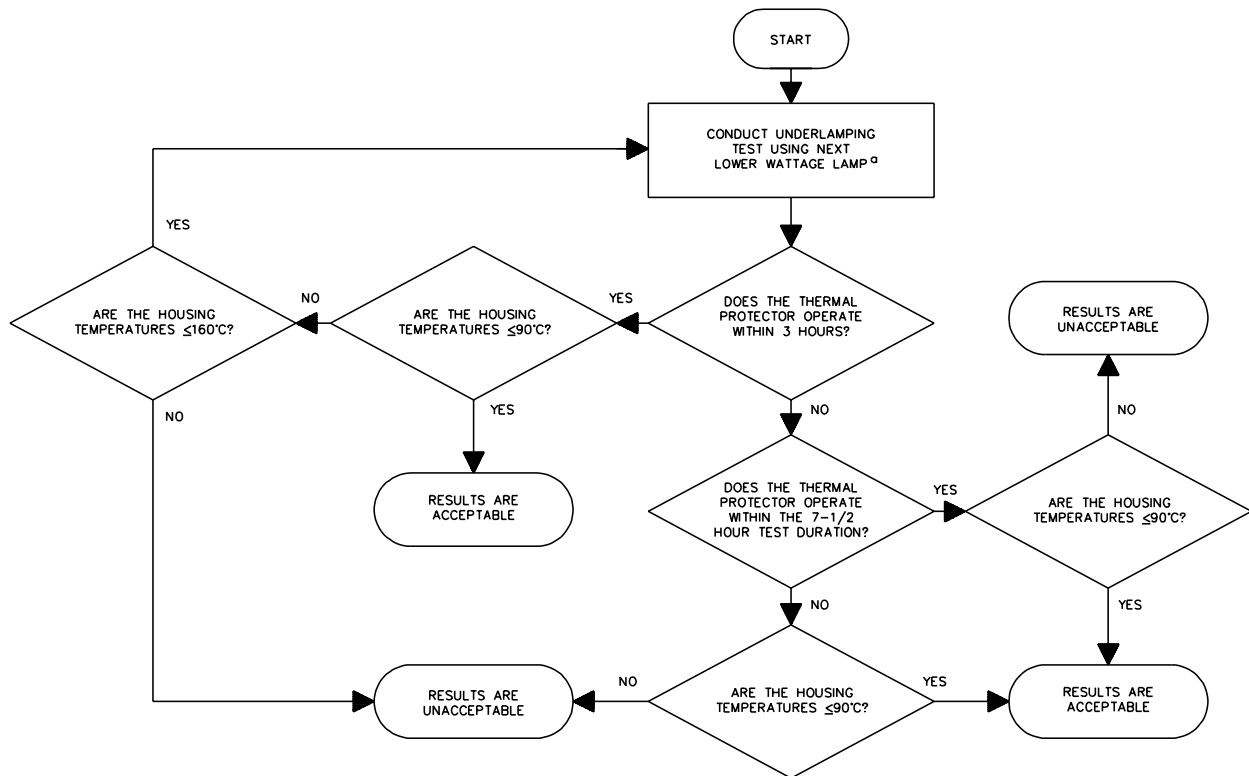 START
CONDUCT UNDERLAMPING
TEST USING NEXT
LOWER WATTAGE LAMPa
YES
ARE THE HOUSING
TEMPERATURES ≤160°C?
NO
ARE THE HOUSING
TEMPERATURES ≤90°C?
YES
DOES THE THERMAL
PROTECTOR OPERATE
WITHIN 3 HOURS?
RESULTS ARE
UNACCEPTABLE
NO
YES
NO
NO
RESULTS ARE
ACCEPTABLE
DOES THE THERMAL
PROTECTOR OPERATE
WITHIN THE 7-1/2
HOUR TEST DURATION?
YES
ARE THE HOUSING
TEMPERATURES ≤90°C?
NO
YES
RESULTS ARE
UNACCEPTABLE
NO
ARE THE HOUSING
TEMPERATURES ≤90°C?
YES
RESULTS ARE
ACCEPTABLE